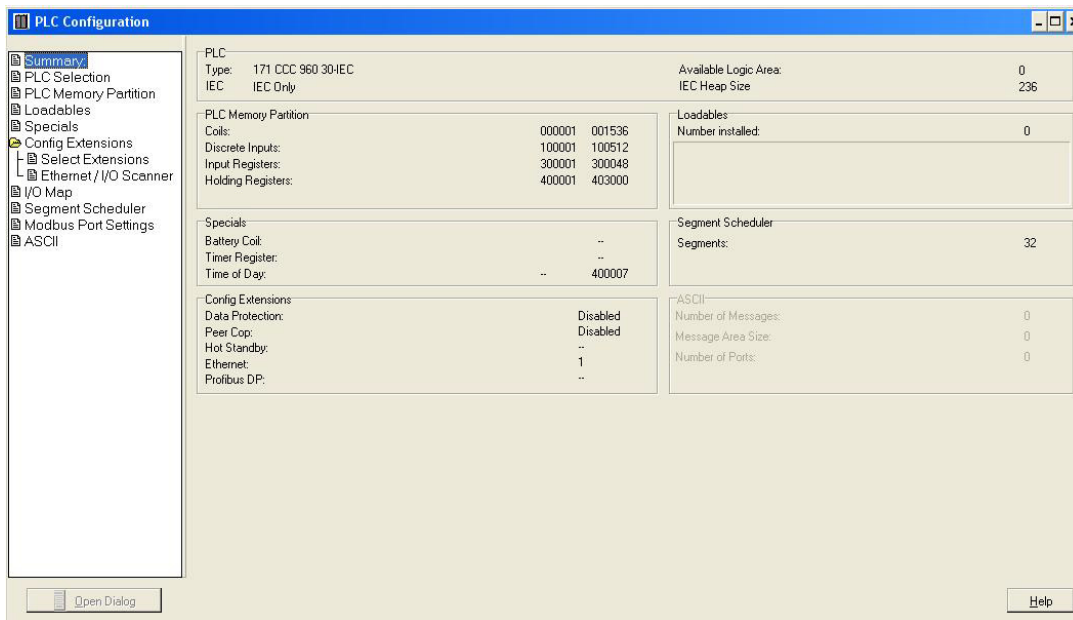 PLC Configuration
Summary:
PLC Selection
PLC Memory Partition
Loadables
Specials
Config Extensions
Select Extensions
Ethernet / I/O Scanner
I/O Map
Segment Scheduler
Modbus Port Settings
ASCII
PLC
Type: 171 CCC 960 30-IEC Available Logic Area: 0
IEC IEC Only IEC Heap Size 236
PLC Memory Partition
Coils: 000001 001536
Discrete Inputs: 100001 100512
Input Registers: 300001 300048
Holding Registers: 400001 403000
Loadables
Number installed: 0
Specials
Battery Coil: --
Timer Register: --
Time of Day: -- 400007
Segment Scheduler
Segments: 32
Config Extensions
Data Protection: Disabled
Peer Cop: Disabled
Hot Standby: --
Ethernet: 1
Profibus DP: --
ASCII
Number of Messages: 0
Message Area Size: 0
Number of Ports: 0
Open Dialog
Help